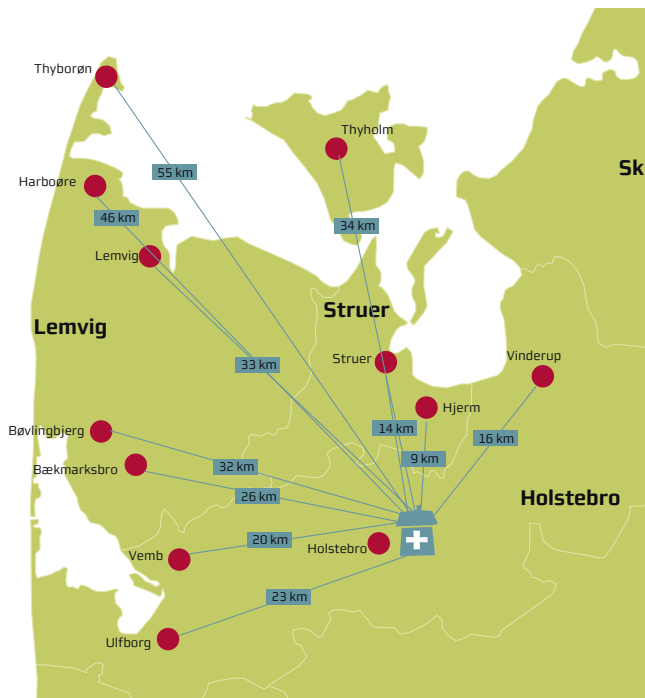 Thyborøn
Thyholm
55 km
Sk
Harboøre
46 km
34 km
Lemvig
Struer
Lemvig
Struer
Vinderup
33 km
Hjerm
Bøvlingbjerg
14 km
16 km
9 km
32 km
Bækmarksbro
26 km
Holstebro
20 km
Holstebro
Vemb
23 km
Ulfborg